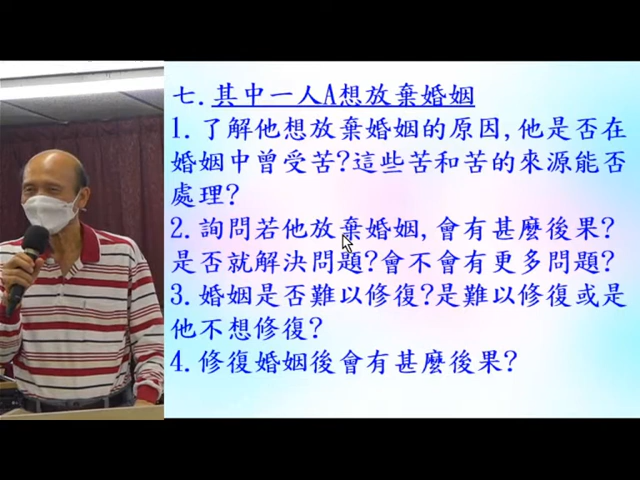 七.其中一人A想放棄婚姻
1.了解他想放棄婚姻的原因,他是否在
婚姻中曾受苦?這些苦和苦的來源能否
處理?
2.詢問若他放棄婚姻,會有甚麼後果?
是否就解決問題?會不會有更多問題?
3.婚姻是否難以修復?是難以修復或是
他不想修復?
4.修復婚姻後會有甚麼後果?